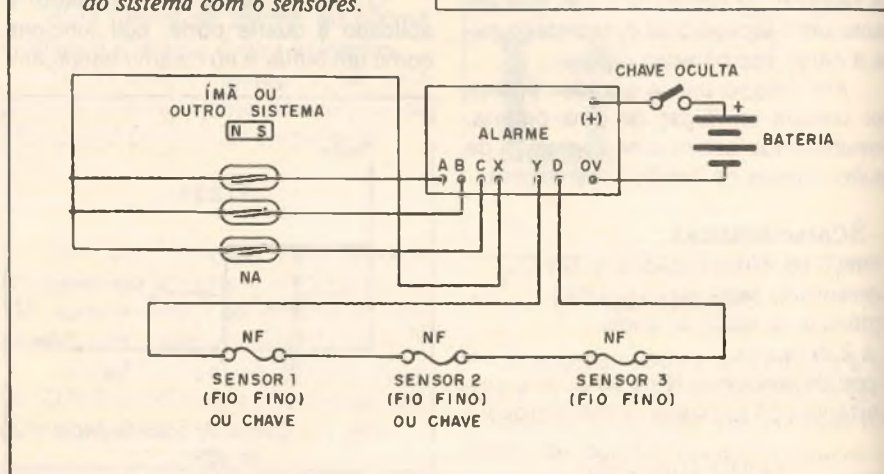 do sistema com 6 sensores.
ÍMÃ OU
OUTRO SISTEMA
N S
NA
CHAVE OCULTA
(+)
+
BATERIA
ALARME
A B C X Y D OV
NF NF NF
SENSOR 1 SENSOR 2 SENSOR 3
(FIO FINO) (FIO FINO) (FIO FINO)
OU CHAVE OU CHAVE